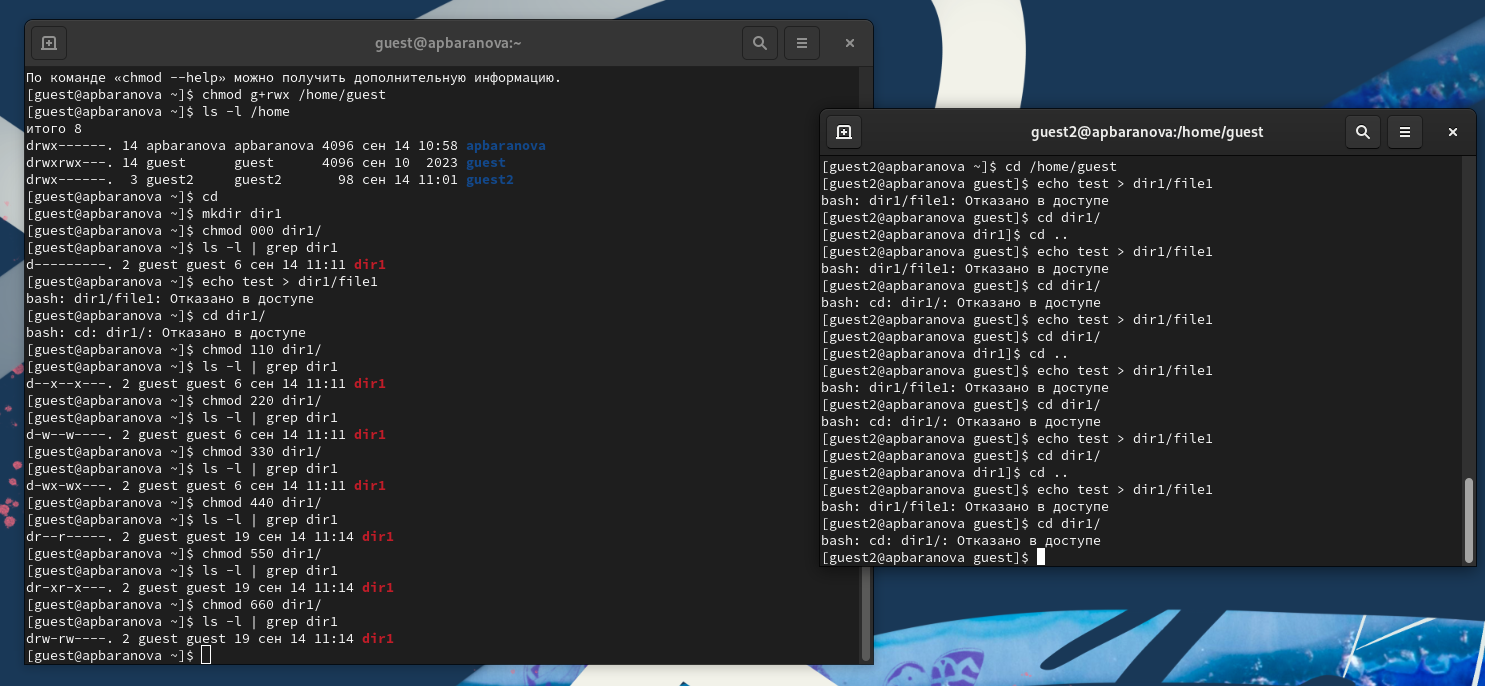 guest@apbaranova:~
По команде «chmod --help» можно получить дополнительную информацию.
[guest@apbaranova ~]$ chmod g+rwx /home/guest
[guest@apbaranova ~]$ ls -l /home
итого 8
drwx------. 14 apbaranova apbaranova 4096 сен 14 10:58 apbaranova
drwxrwx---. 14 guest      guest      4096 сен 10  2023 guest
drwx------.  3 guest2     guest2       98 сен 14 11:01 guest2
[guest@apbaranova ~]$ cd
[guest@apbaranova ~]$ mkdir dir1
[guest@apbaranova ~]$ chmod 000 dir1/
[guest@apbaranova ~]$ ls -l | grep dir1
d---------. 2 guest guest 6 сен 14 11:11 dir1
[guest@apbaranova ~]$ echo test > dir1/file1
bash: dir1/file1: Отказано в доступе
[guest@apbaranova ~]$ cd dir1/
bash: cd: dir1/: Отказано в доступе
[guest@apbaranova ~]$ chmod 110 dir1/
[guest@apbaranova ~]$ ls -l | grep dir1
d--x--x---. 2 guest guest 6 сен 14 11:11 dir1
[guest@apbaranova ~]$ chmod 220 dir1/
[guest@apbaranova ~]$ ls -l | grep dir1
d-w--w----. 2 guest guest 6 сен 14 11:11 dir1
[guest@apbaranova ~]$ chmod 330 dir1/
[guest@apbaranova ~]$ ls -l | grep dir1
d-wx-wx---. 2 guest guest 6 сен 14 11:11 dir1
[guest@apbaranova ~]$ chmod 440 dir1/
[guest@apbaranova ~]$ ls -l | grep dir1
dr--r-----. 2 guest guest 19 сен 14 11:14 dir1
[guest@apbaranova ~]$ chmod 550 dir1/
[guest@apbaranova ~]$ ls -l | grep dir1
dr-xr-x---. 2 guest guest 19 сен 14 11:14 dir1
[guest@apbaranova ~]$ chmod 660 dir1/
[guest@apbaranova ~]$ ls -l | grep dir1
drw-rw----. 2 guest guest 19 сен 14 11:14 dir1
[guest@apbaranova ~]$
guest2@apbaranova:/home/guest
[guest2@apbaranova ~]$ cd /home/guest
[guest2@apbaranova guest]$ echo test > dir1/file1
bash: dir1/file1: Отказано в доступе
[guest2@apbaranova guest]$ cd dir1/
[guest2@apbaranova dir1]$ cd ..
[guest2@apbaranova guest]$ echo test > dir1/file1
bash: dir1/file1: Отказано в доступе
[guest2@apbaranova guest]$ cd dir1/
bash: cd: dir1/: Отказано в доступе
[guest2@apbaranova guest]$ echo test > dir1/file1
[guest2@apbaranova guest]$ cd dir1/
[guest2@apbaranova dir1]$ cd ..
[guest2@apbaranova guest]$ echo test > dir1/file1
bash: dir1/file1: Отказано в доступе
[guest2@apbaranova guest]$ cd dir1/
bash: cd: dir1/: Отказано в доступе
[guest2@apbaranova guest]$ echo test > dir1/file1
[guest2@apbaranova guest]$ cd dir1/
[guest2@apbaranova dir1]$ cd ..
[guest2@apbaranova guest]$ echo test > dir1/file1
bash: dir1/file1: Отказано в доступе
[guest2@apbaranova guest]$ cd dir1/
bash: cd: dir1/: Отказано в доступе
[guest2@apbaranova guest]$